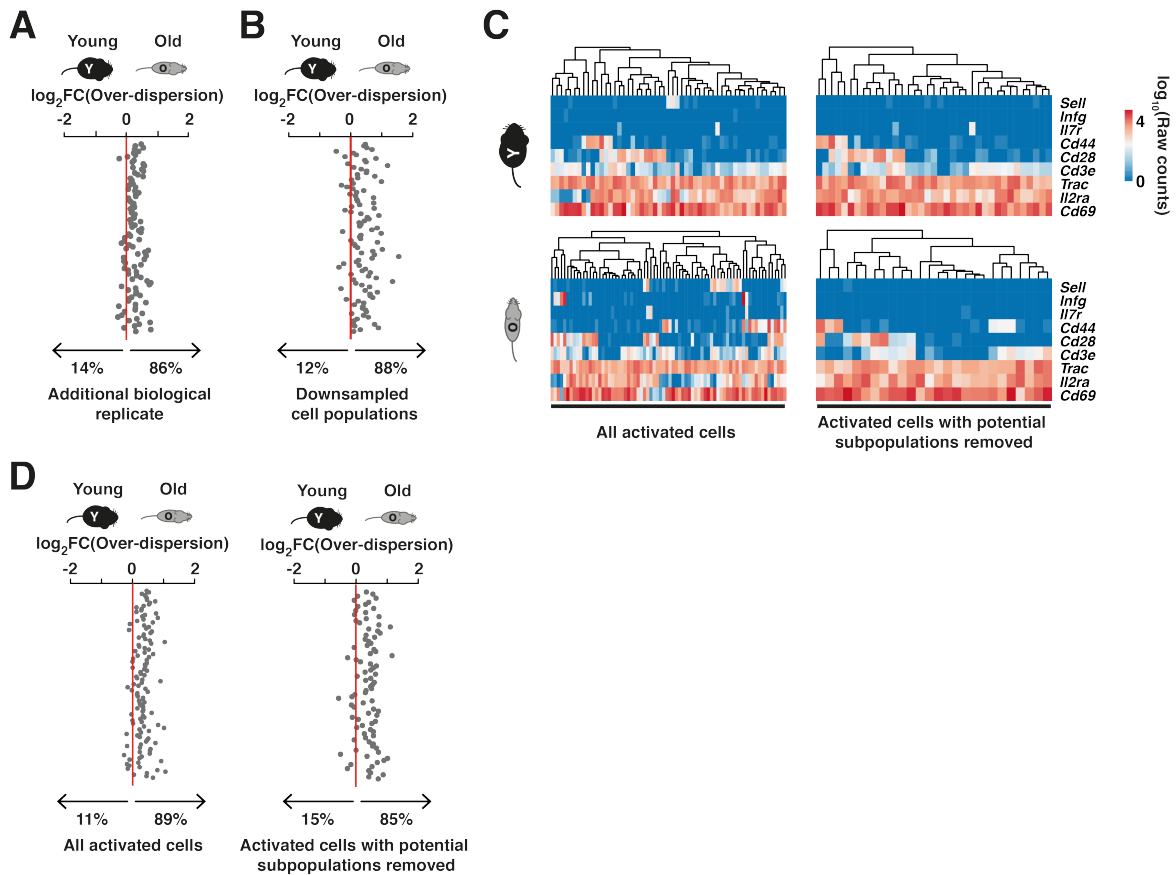 A
Young Old
Y O
log2FC(Over-dispersion)
-2 0 2
14% 86%
Additional biological
replicate
B
Young Old
Y O
log2FC(Over-dispersion)
-2 0 2
12% 88%
Downsampled
cell populations
C
Y
Sell
Infg
Il7r
Cd44
Cd28
Cd3e
Trac
Il2ra
Cd69
4
0
log10(Raw counts)
O
Sell
Infg
Il7r
Cd44
Cd28
Cd3e
Trac
Il2ra
Cd69
All activated cells
Activated cells with potential
subpopulations removed
D
Young Old
Y O
log2FC(Over-dispersion)
-2 0 2
11% 89%
All activated cells
Young Old
Y O
log2FC(Over-dispersion)
-2 0 2
15% 85%
Activated cells with potential
subpopulations removed